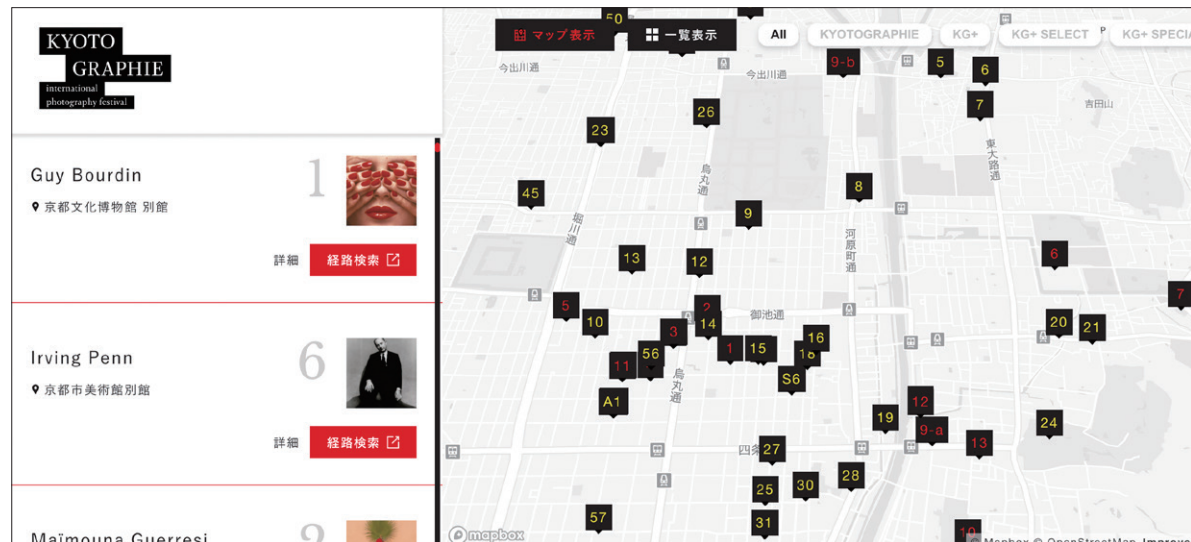 KYOTO
GRAPHIE
international
photography festival
マップ表示
一覧表示
All
KYOTOGRAPHIE
KG+
KG+ SELECT
KG+ SPECIA
Guy Bourdin
1
京都文化博物館 別館
詳細
経路検索
Irving Penn
6
京都市美術館別館
詳細
経路検索
Maïmouna Guerresi
50
今出川通
今出川通
9-b
5
6
P
7
吉田山
26
23
烏丸通
東大路通
45
8
9
堀川通
河原町通
13
12
6
5
2
7
10
14
御池通
20
21
3
16
56
1
15
18
11
S6
A1
烏丸通
12
19
9-a
24
13
四条
27
28
25
30
57
31
10
mapbox
© Mapbox © OpenStreetMap Improve